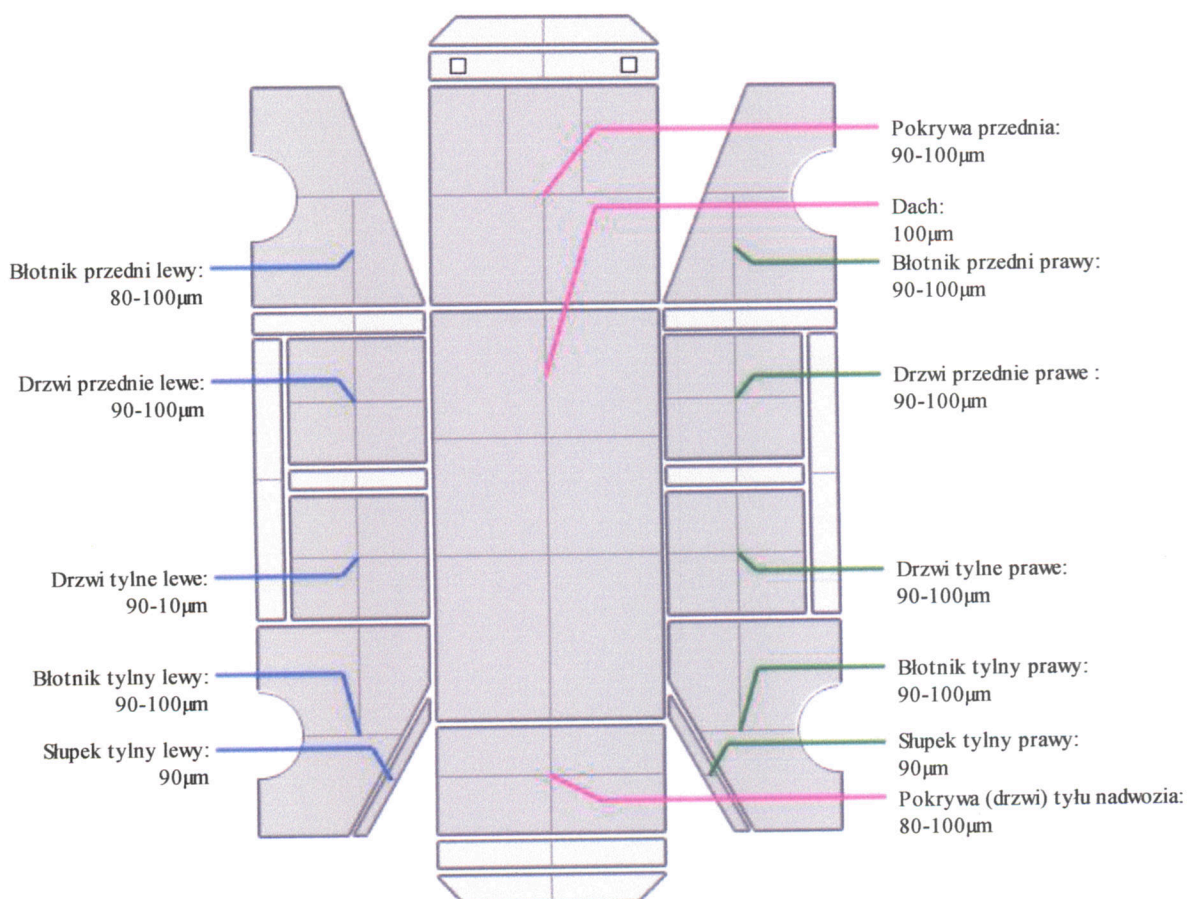 Pokrywa przednia:
90-100µm
Dach:
100µm
Błotnik przedni lewy:
80-100µm
Błotnik przedni prawy:
90-100µm
Drzwi przednie lewe:
90-100µm
Drzwi przednie prawe :
90-100µm
Drzwi tylne lewe:
90-10µm
Drzwi tylne prawe:
90-100µm
Błotnik tylny lewy:
90-100µm
Błotnik tylny prawy:
90-100µm
Słupek tylny lewy:
90µm
Słupek tylny prawy:
90µm
Pokrywa (drzwi) tyłu nadwozia:
80-100µm